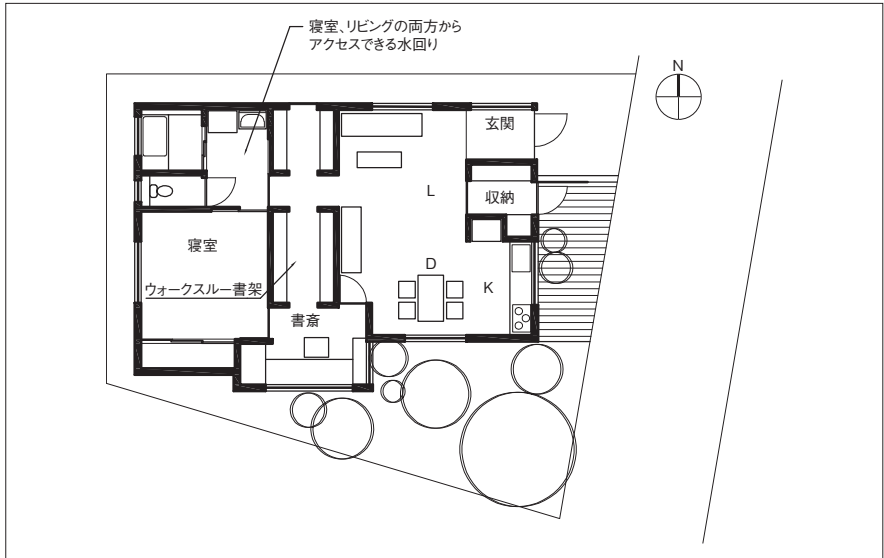 寝室、リビングの両方から
アクセスできる水回り
N
玄関
L
収納
寝室
D
K
ウォークスルー書架
書斎